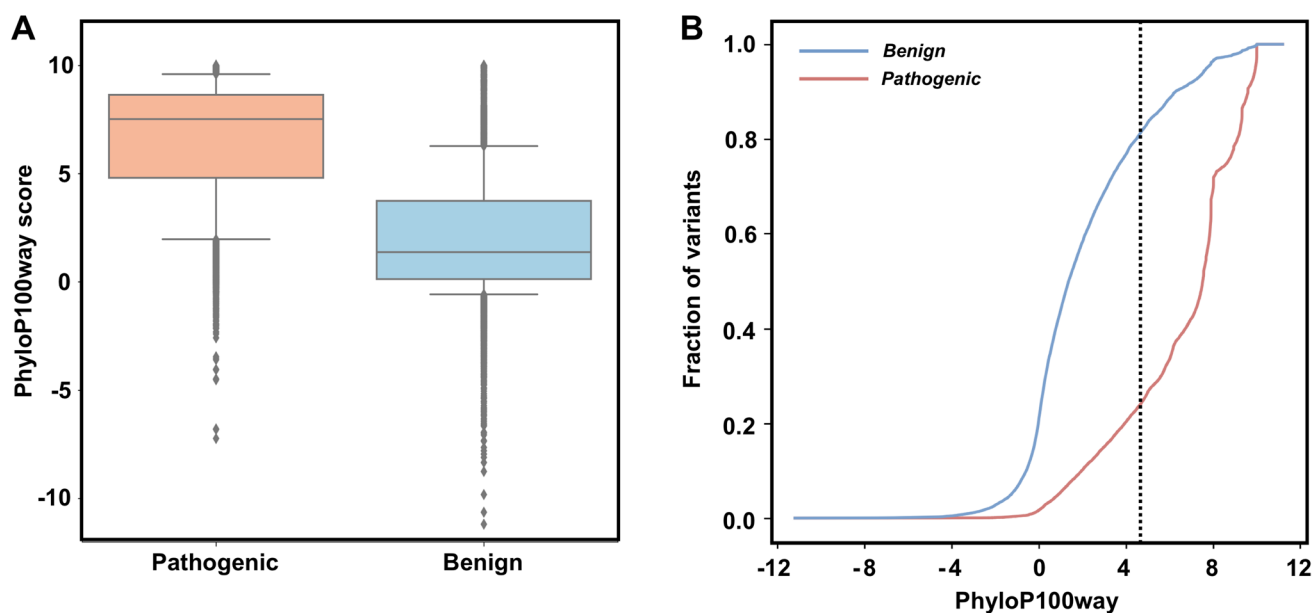 A
PhyloP100way score
10
5
0
-5
-10
Pathogenic
Benign
B
Benign
Pathogenic
Fraction of variants
1.0
0.8
0.6
0.4
0.2
0.0
-12 -8 -4 0 4 8 12
PhyloP100way